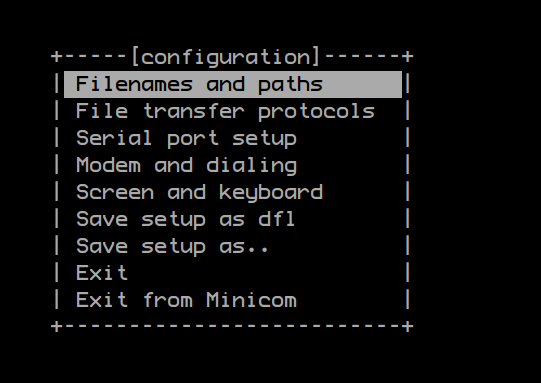 +-----[configuration]------+
| Filenames and paths      |
| File transfer protocols  |
| Serial port setup        |
| Modem and dialing        |
| Screen and keyboard      |
| Save setup as dfl        |
| Save setup as..          |
| Exit                     |
| Exit from Minicom        |
+--------------------------+